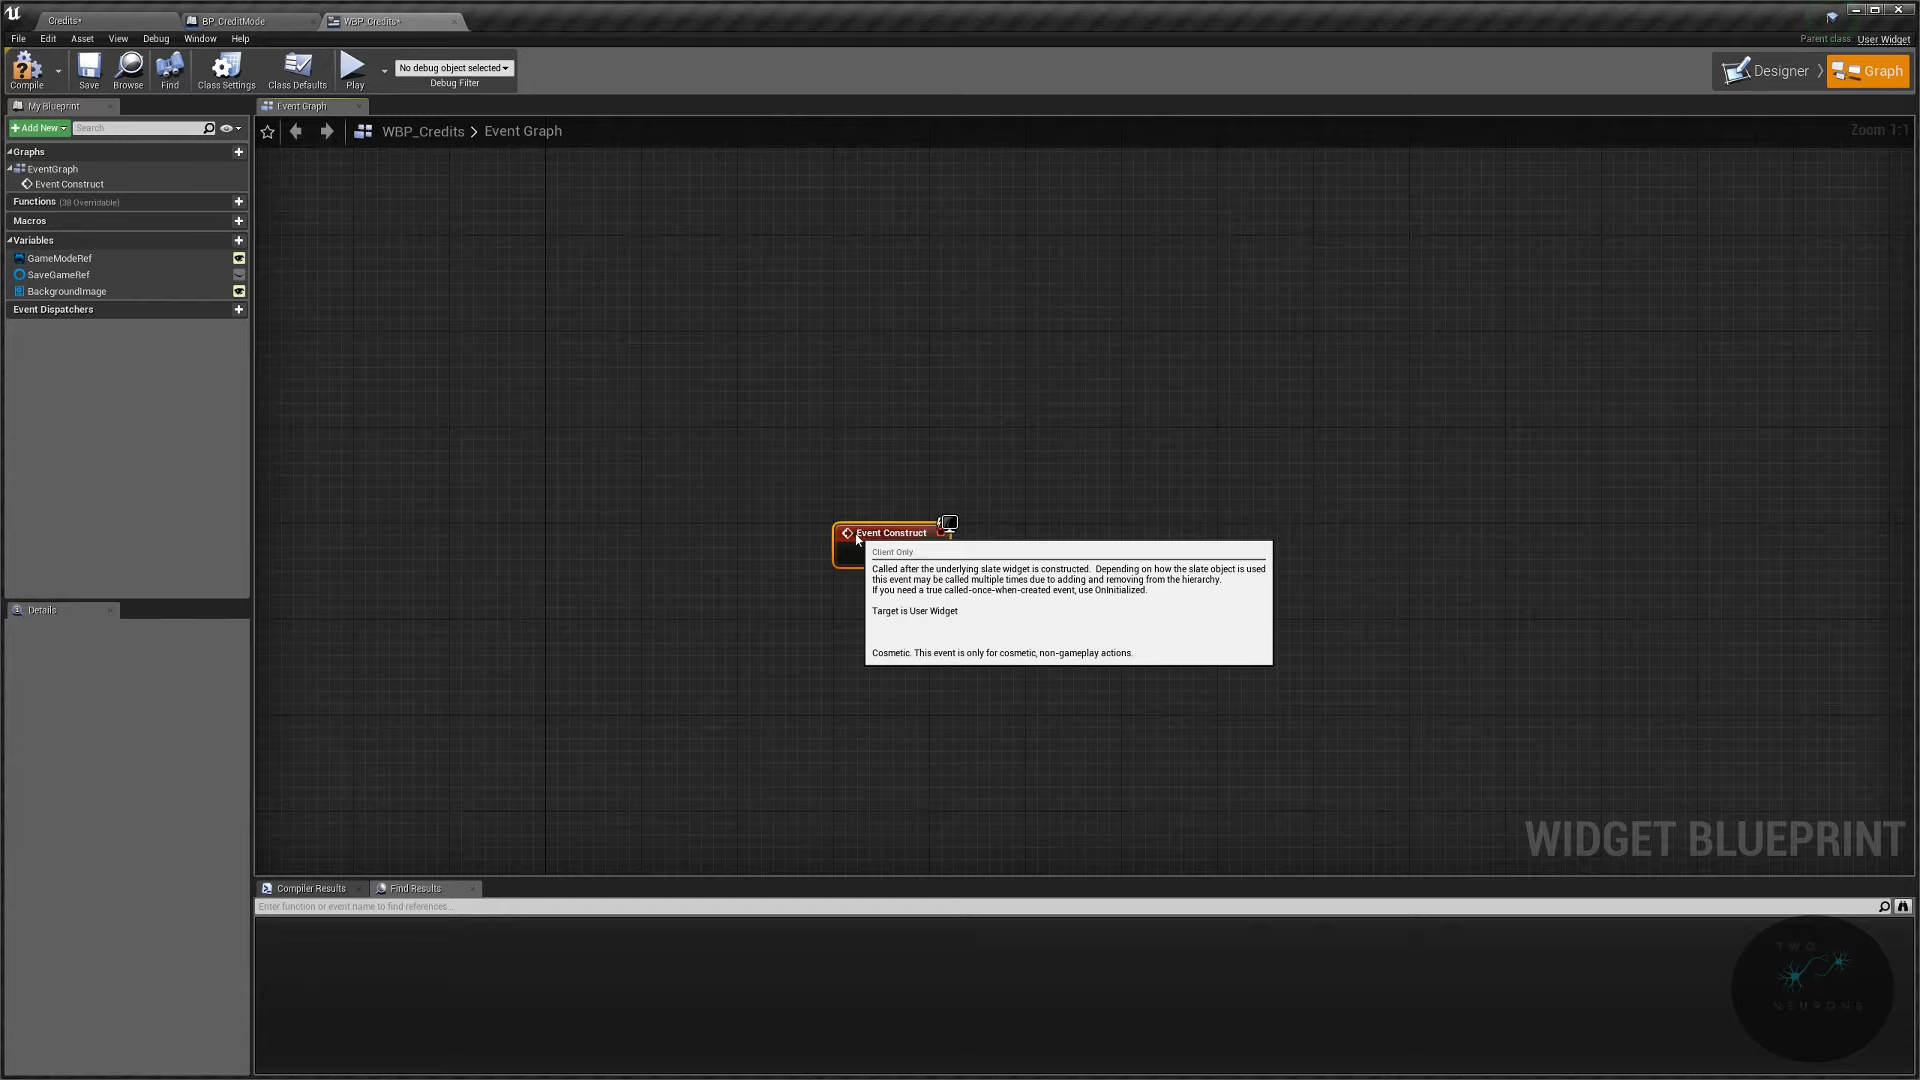 Credits*
BP_CreditMode
WBP_Credits*
File Edit Asset View Debug Window Help
Parent class: User Widget
Compile
Save
Browse
Find
Class Settings
Class Defaults
Play
No debug object selected
Debug Filter
Designer
Graph
My Blueprint
Event Graph
Add New
Search
WBP_Credits > Event Graph
Zoom 1:1
Graphs
EventGraph
Event Construct
Functions (38 Overridable)
Macros
Variables
GameModeRef
SaveGameRef
BackgroundImage
Event Dispatchers
Event Construct
Client Only
Called after the underlying slate widget is constructed. Depending on how the slate object is used
this event may be called multiple times due to adding and removing from the hierarchy.
If you need a true called-once-when-created event, use OnInitialized.
Target is User Widget
Cosmetic. This event is only for cosmetic, non-gameplay actions.
Details
WIDGET BLUEPRINT
Compiler Results
Find Results
Enter function or event name to find references...
TWO
NEURONS